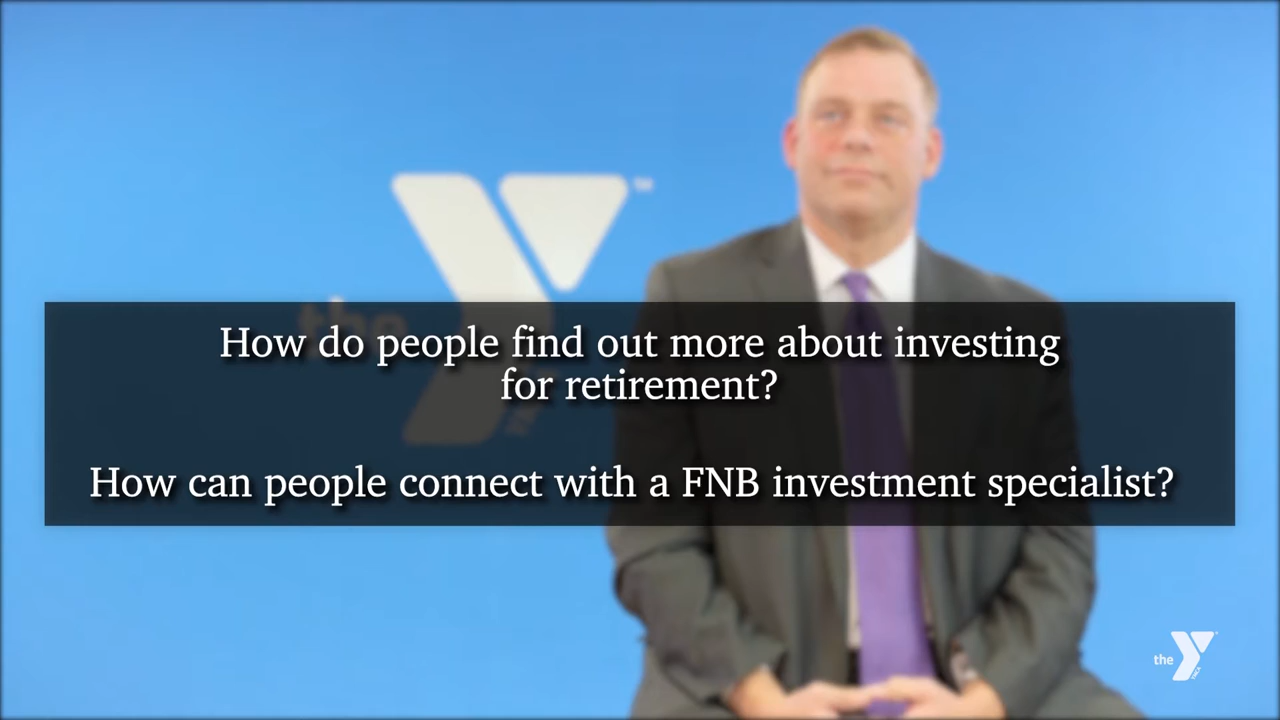 the
How do people find out more about investing
for retirement?
How can people connect with a FNB investment specialist?
the
YMCA